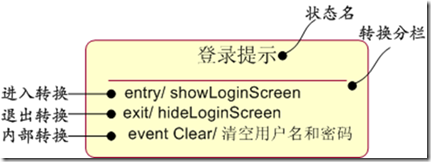 状态名
转换分栏
登录提示
进入转换 entry/ showLoginScreen
退出转换 exit/ hideLoginScreen
内部转换 event Clear/ 清空用户名和密码